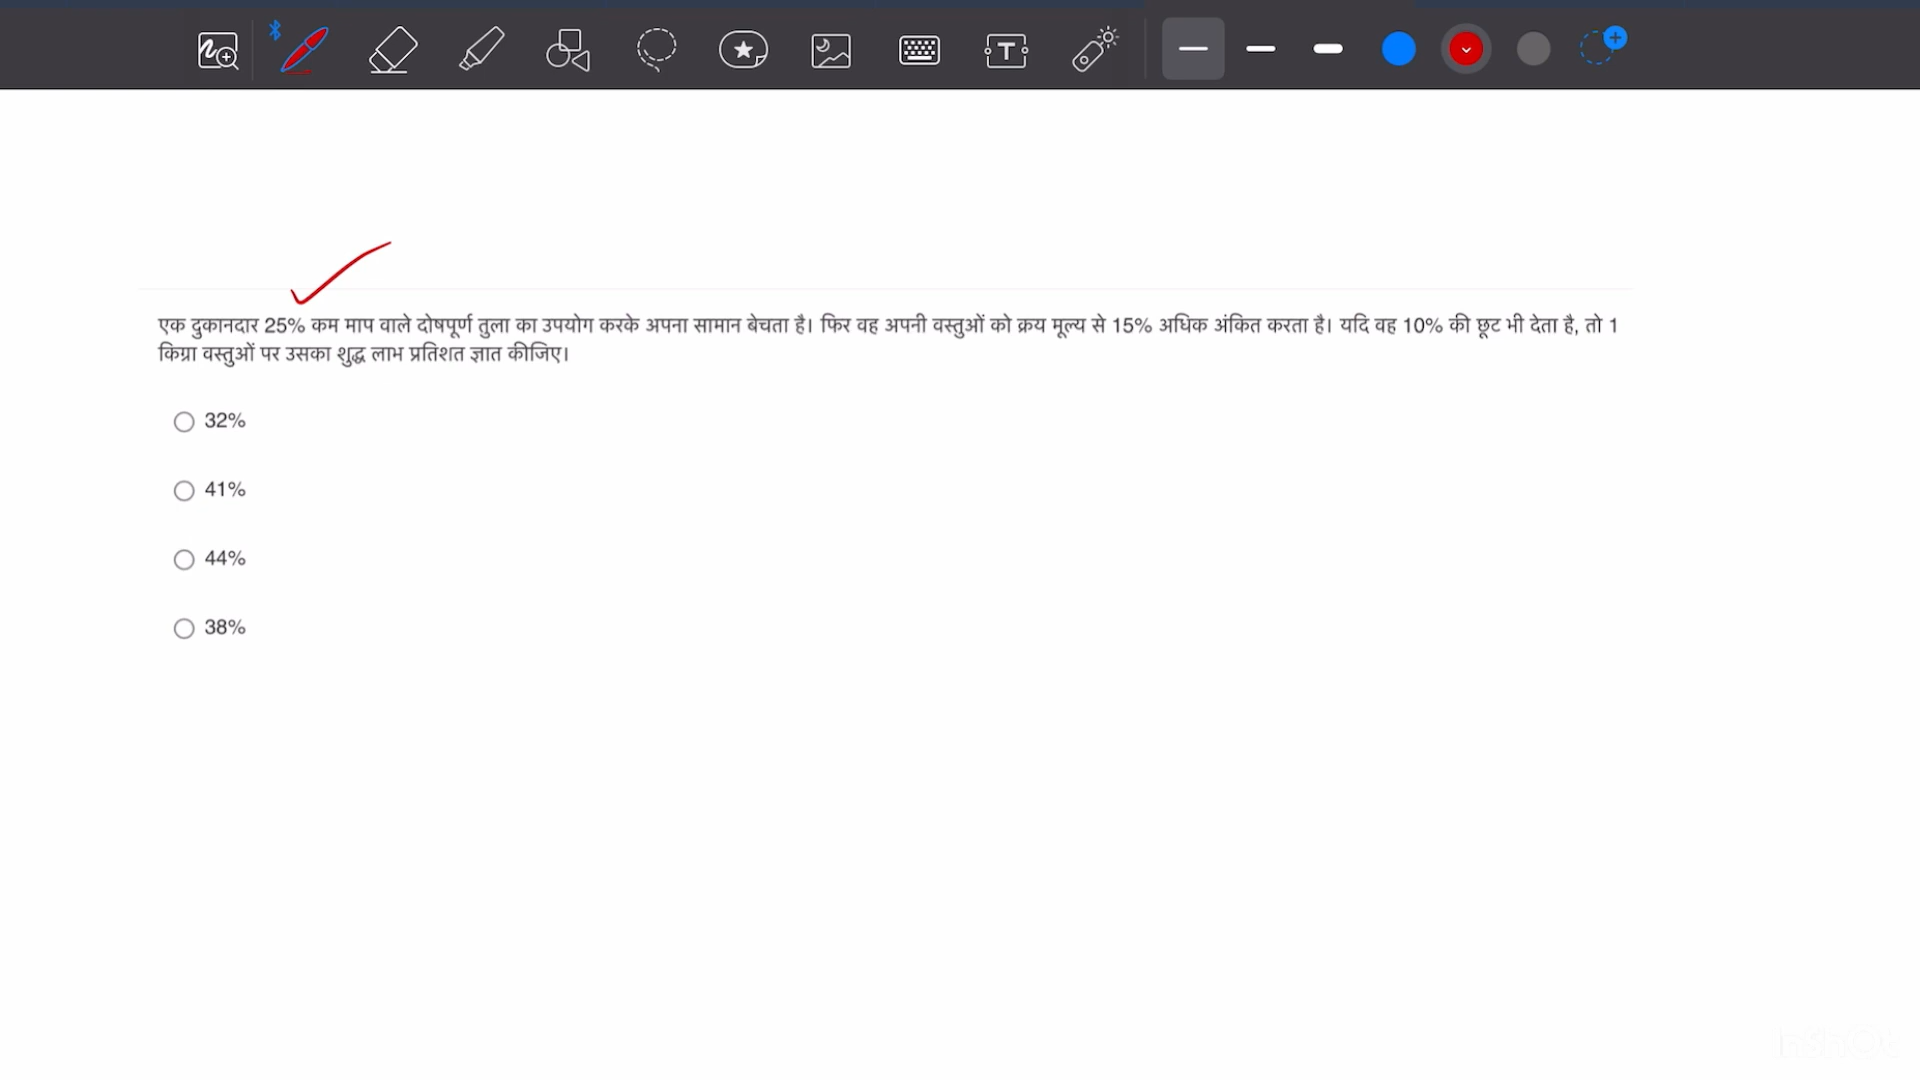 एक दुकानदार 25% कम माप वाले दोषपूर्ण तुला का उपयोग करके अपना सामान बेचता है। फिर वह अपनी वस्तुओं को क्रय मूल्य से 15% अधिक अंकित करता है। यदि वह 10% की छूट भी देता है, तो 1
किग्रा वस्तुओं पर उसका शुद्ध लाभ प्रतिशत ज्ञात कीजिए।
32%
41%
44%
38%